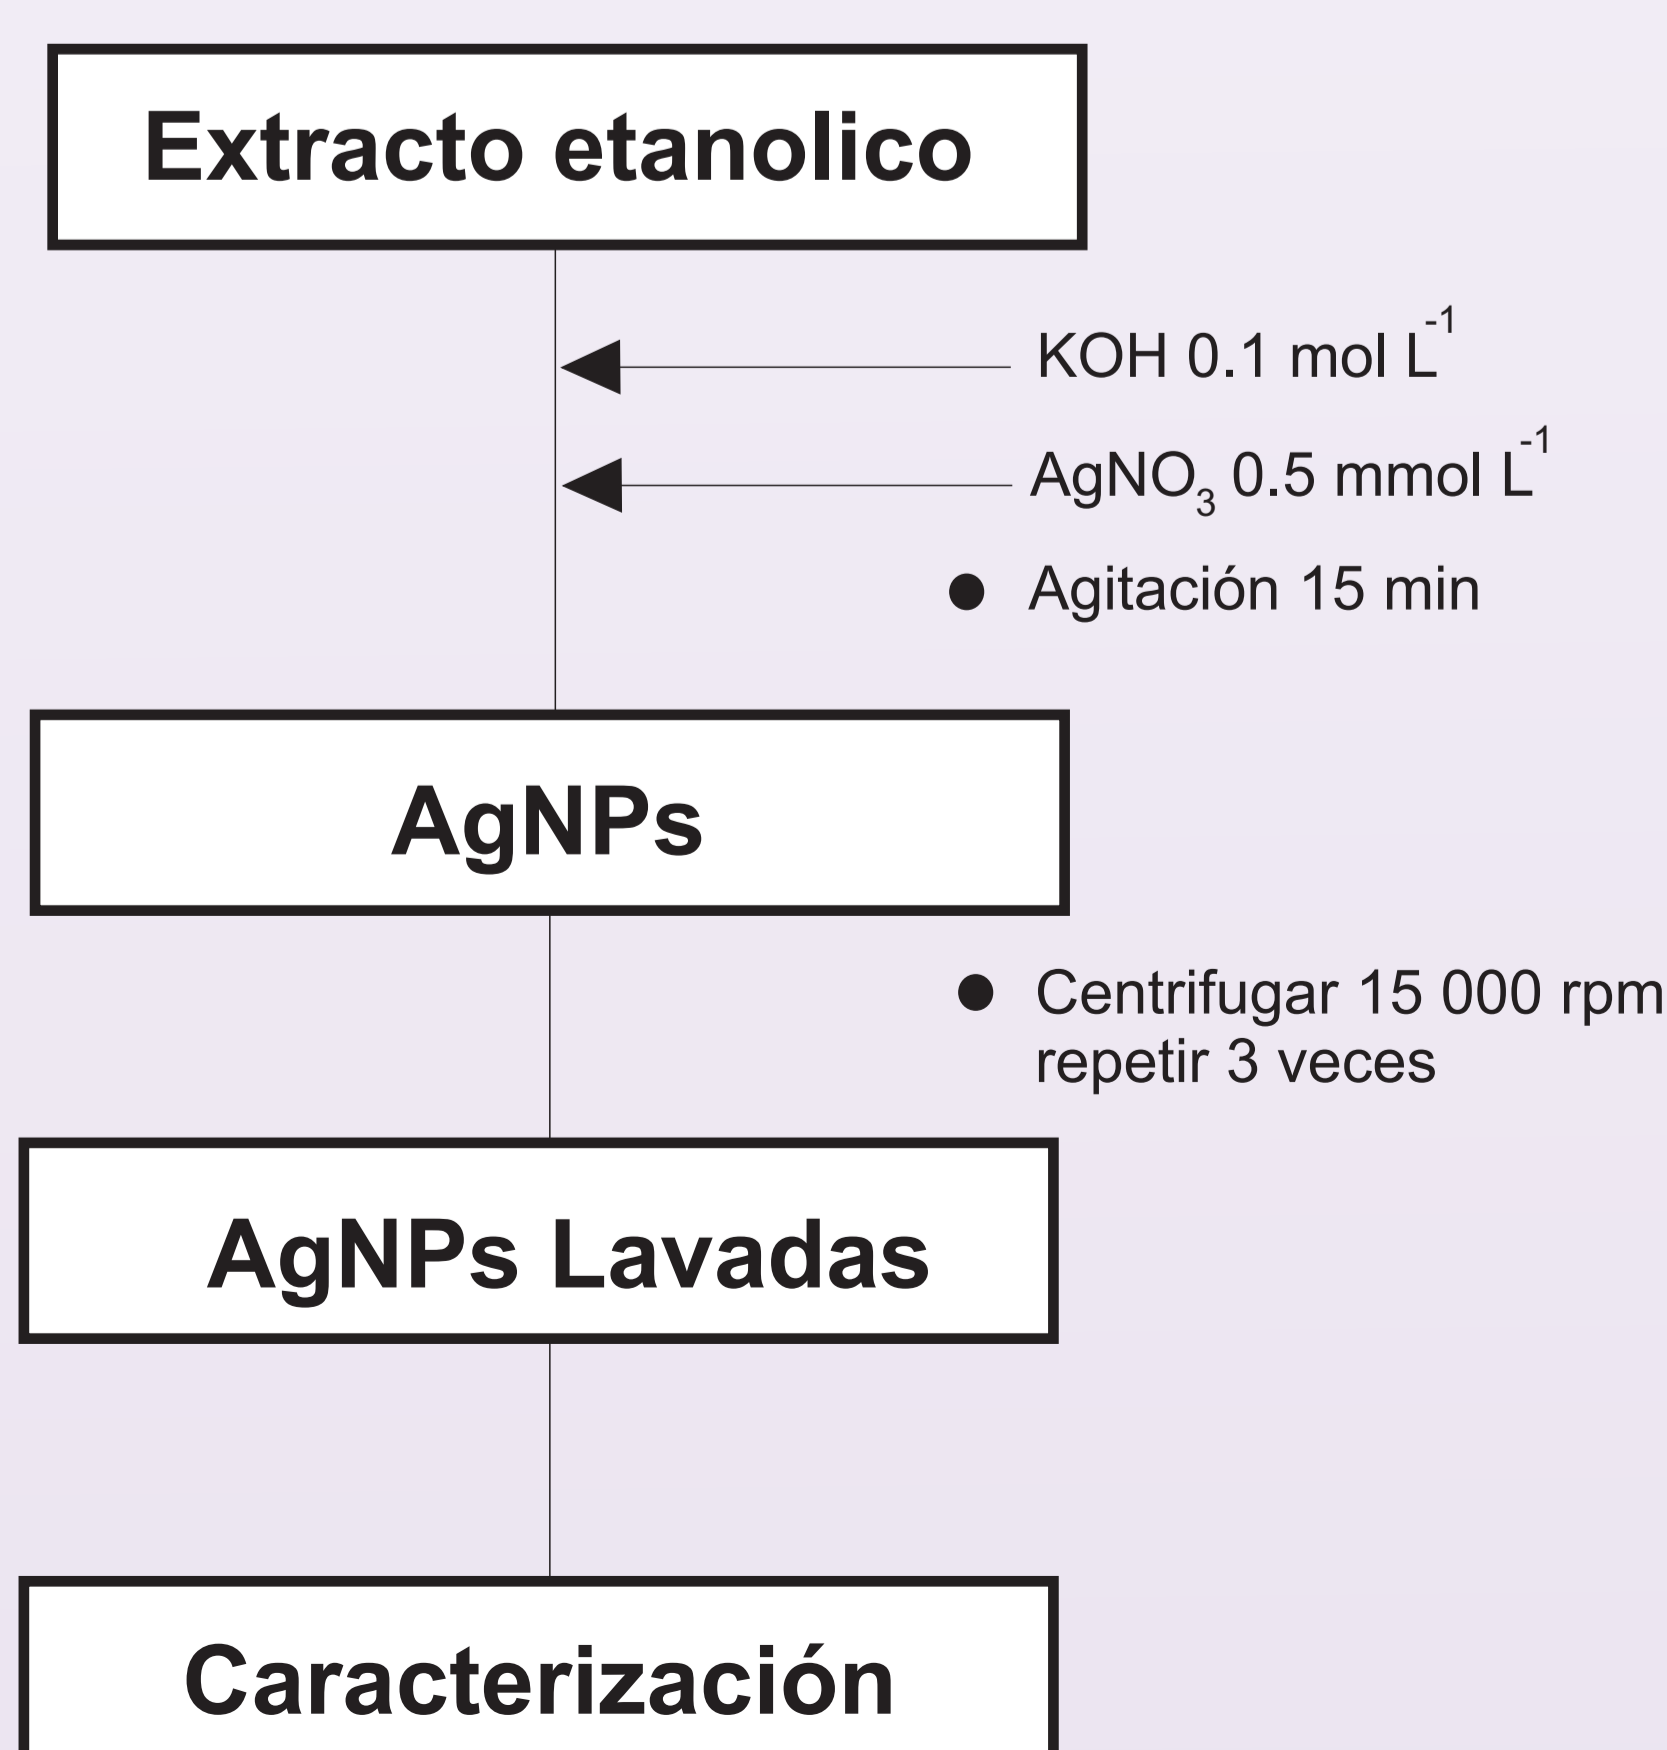 Extracto etanolico
KOH 0.1 mol L⁻¹
AgNO₃ 0.5 mmol L⁻¹
● Agitación 15 min
AgNPs
● Centrifugar 15 000 rpm
repetir 3 veces
AgNPs Lavadas
Caracterización